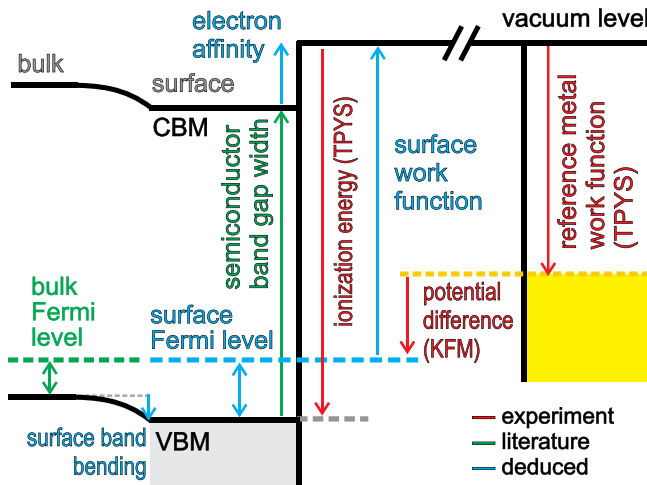 vacuum level
electron
affinity
bulk
surface
CBM
semiconductor
band gap width
ionization energy (TPYS)
surface
work
function
reference metal
work function
(TPYS)
bulk
Fermi
level
surface
Fermi level
potential
difference
(KFM)
surface band
bending
VBM
experiment
literature
deduced